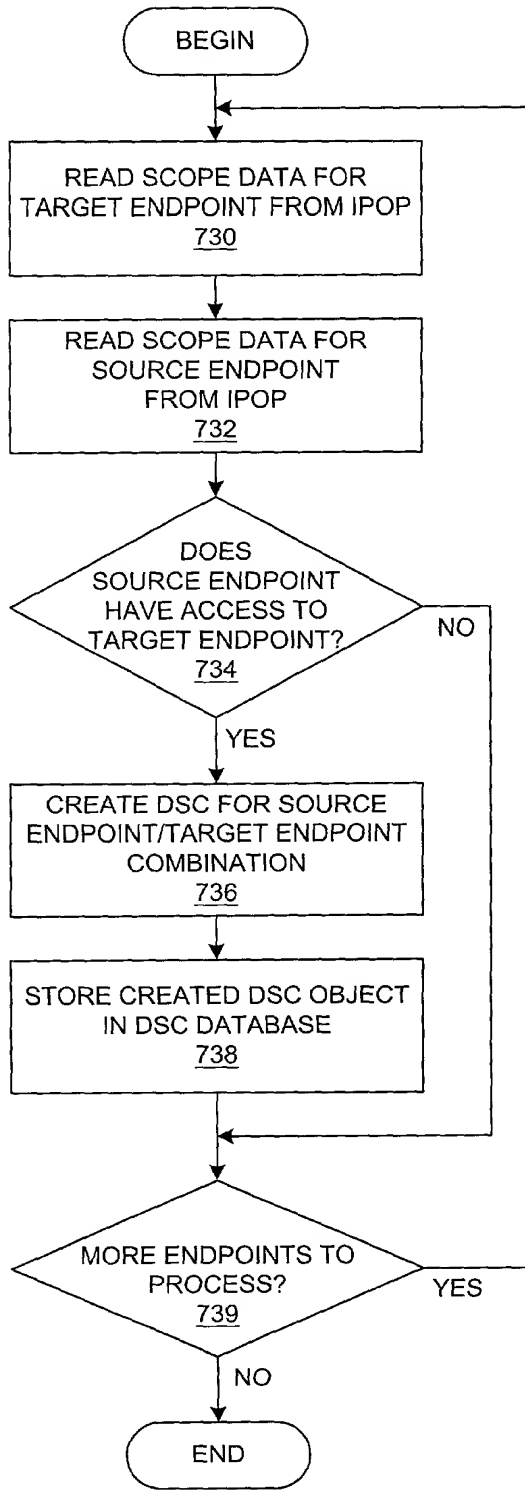 BEGIN
READ SCOPE DATA FOR
TARGET ENDPOINT FROM IPOP
730
READ SCOPE DATA FOR
SOURCE ENDPOINT
FROM IPOP
732
DOES
SOURCE ENDPOINT
HAVE ACCESS TO
TARGET ENDPOINT?
734
NO
YES
CREATE DSC FOR SOURCE
ENDPOINT/TARGET ENDPOINT
COMBINATION
736
STORE CREATED DSC OBJECT
IN DSC DATABASE
738
MORE ENDPOINTS TO
PROCESS?
739
YES
NO
END